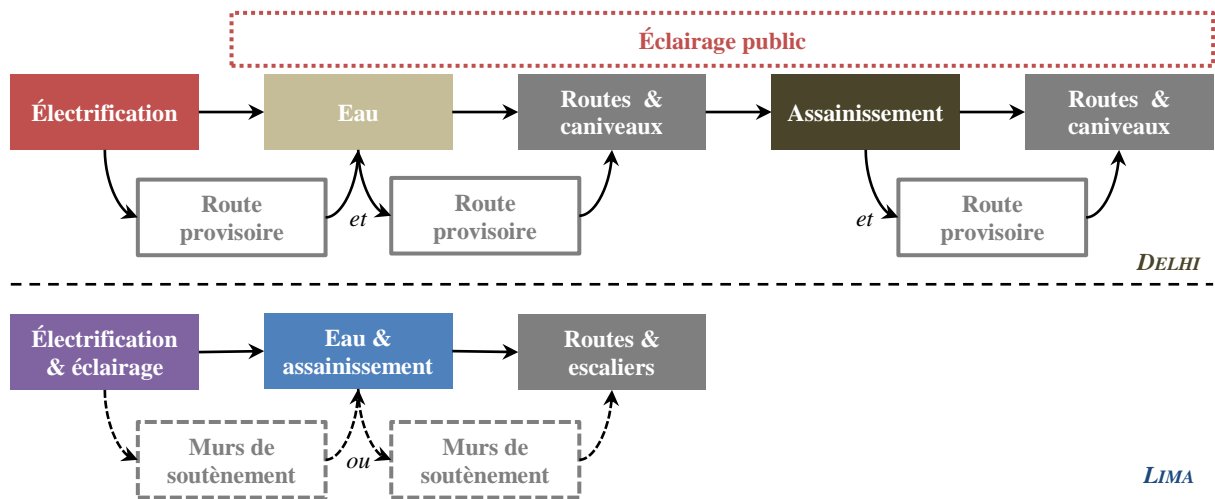 Éclairage public
Électrification
Eau
Routes &
caniveaux
Assainissement
Routes &
caniveaux
Route
provisoire
et
Route
provisoire
et
Route
provisoire
DELHI
Électrification
& éclairage
Eau &
assainissement
Routes &
escaliers
Murs de
soutènement
ou
Murs de
soutènement
LIMA